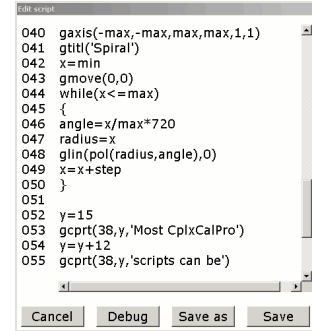 Edit script
040 gaxis(-max,-max,max,max,1,1)
041 gtitl('Spiral')
042 x=min
043 gmove(0,0)
044 while(x<=max)
045 {
046 angle=x/max*720
047 radius=x
048 glin(pol(radius,angle),0)
049 x=x+step
050 }
051
052 y=15
053 gcprt(38,y,'Most CplxCalPro')
054 y=y+12
055 gcprt(38,y,'scripts can be')
Cancel Debug Save as Save